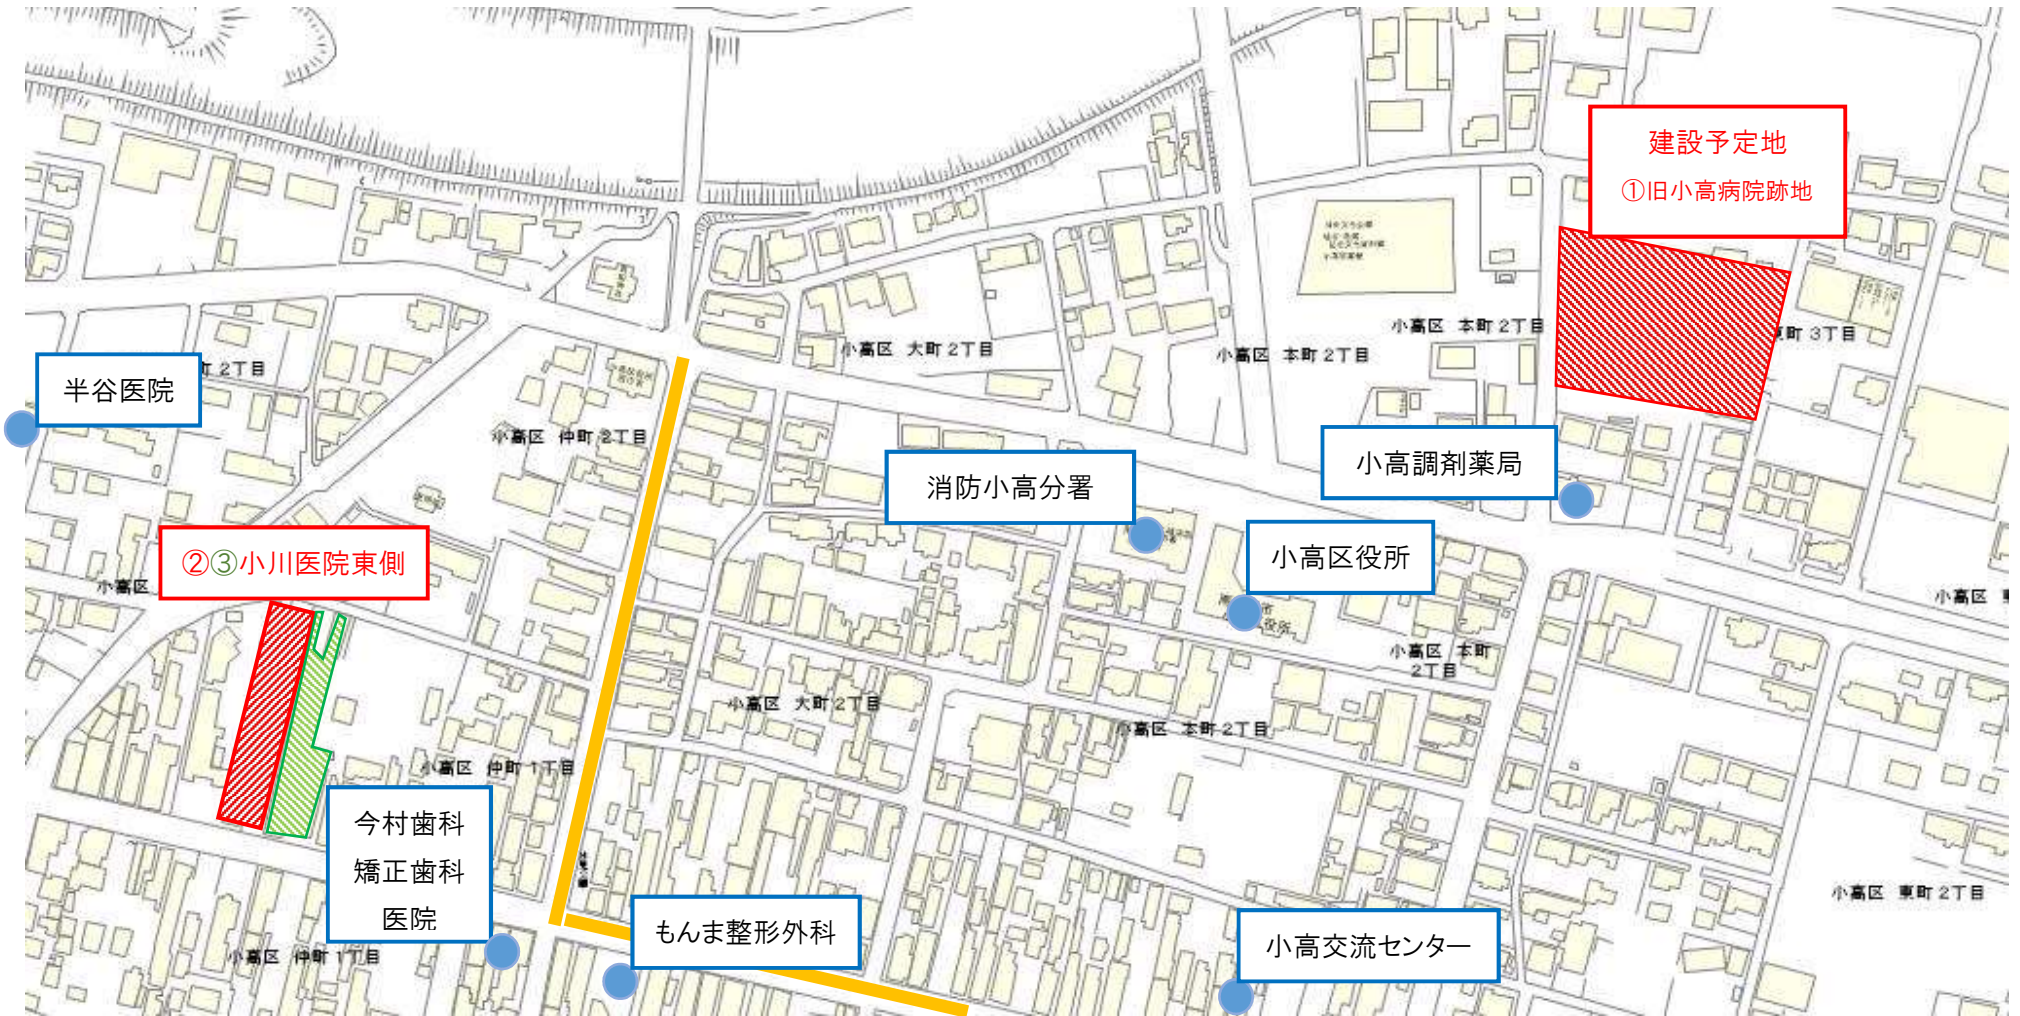 建設予定地
①旧小高病院跡地
小高区 本町2丁目
町 3丁目
小高区 大町2丁目
小高区 本町2丁目
半谷医院
町 2丁目
小高区 仲町2丁目
消防小高分署
小高調剤薬局
②③小川医院東側
小高区
小高区役所
小高区
役所
小高区 本町
2丁目
小高区 大町2丁目
小高区 本町2丁目
小高区 仲町1丁目
今村歯科
矯正歯科
医院
もんま整形外科
小高交流センター
小高区 東町2丁目
小高区 仲町1丁目